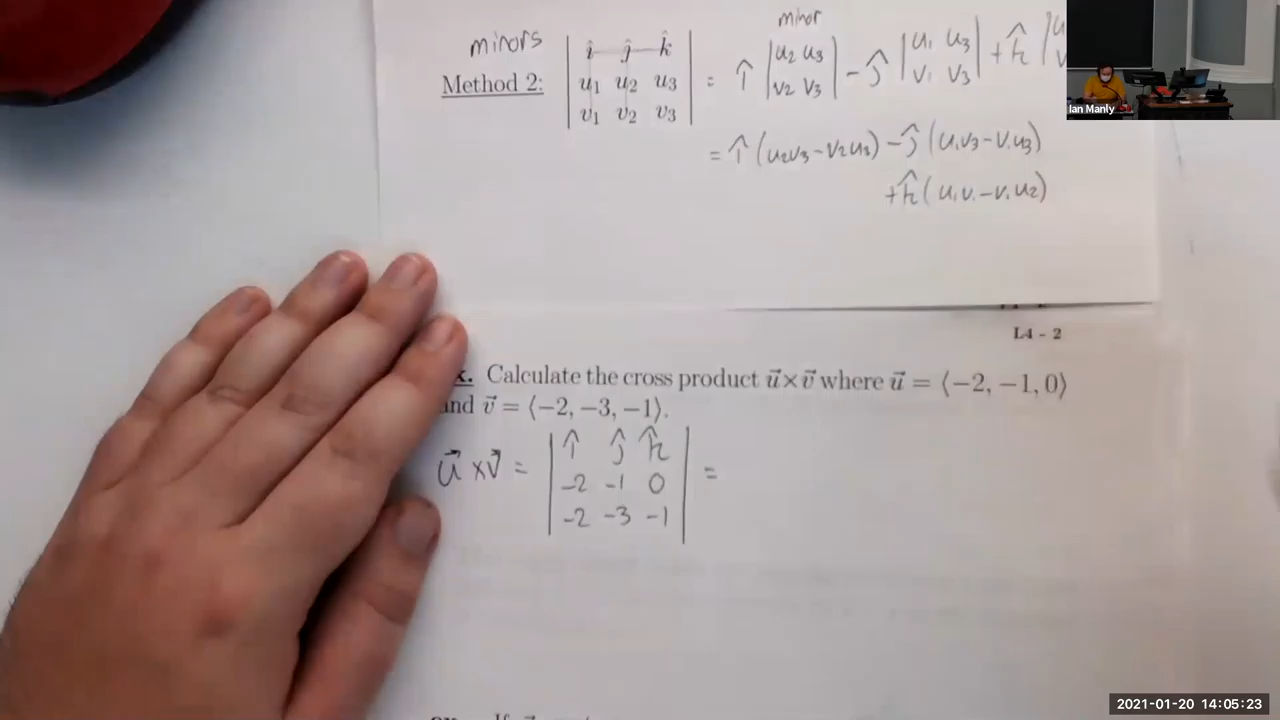 minor
minors
Method 2:
| î ĵ k̂ |
| u₁ u₂ u₃ |
| v₁ v₂ v₃ |
= î | u₂ u₃ | - ĵ | u₁ u₃ | + k̂ | u
| v₂ v₃ | | v₁ v₃ | | v
= î (u₂v₃ - v₂u₃) - ĵ (u₁v₃ - v₁u₃)
+ k̂ (u₁v. - v.u₂)
Ian Manly
L4 - 2
x. Calculate the cross product u⃗×v⃗ where u⃗ = ⟨−2, −1, 0⟩
and v⃗ = ⟨−2, −3, −1⟩.
u⃗ × v⃗ = | î ĵ k̂ | =
| -2 -1 0 |
| -2 -3 -1 |
2021-01-20 14:05:23